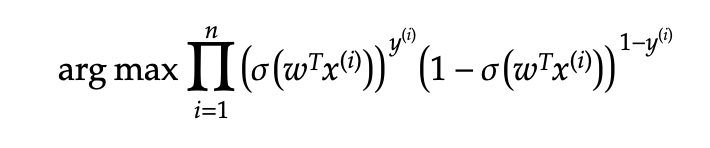 arg max ∏_{i=1}^{n} (σ(w^T x^{(i)}))^{y^{(i)}} (1 − σ(w^T x^{(i)}))^{1−y^{(i)}}